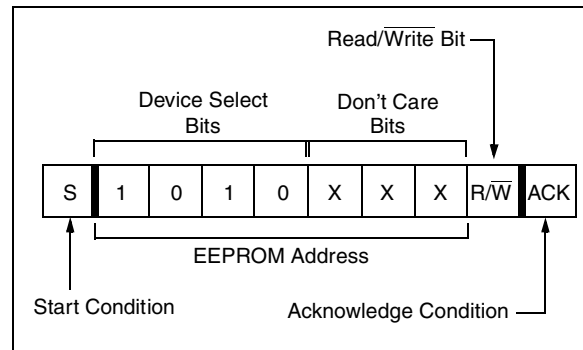 Read/Write Bit
Device Select
Bits
Don't Care
Bits
S 1 0 1 0 X X X R/W ACK
EEPROM Address
Start Condition
Acknowledge Condition